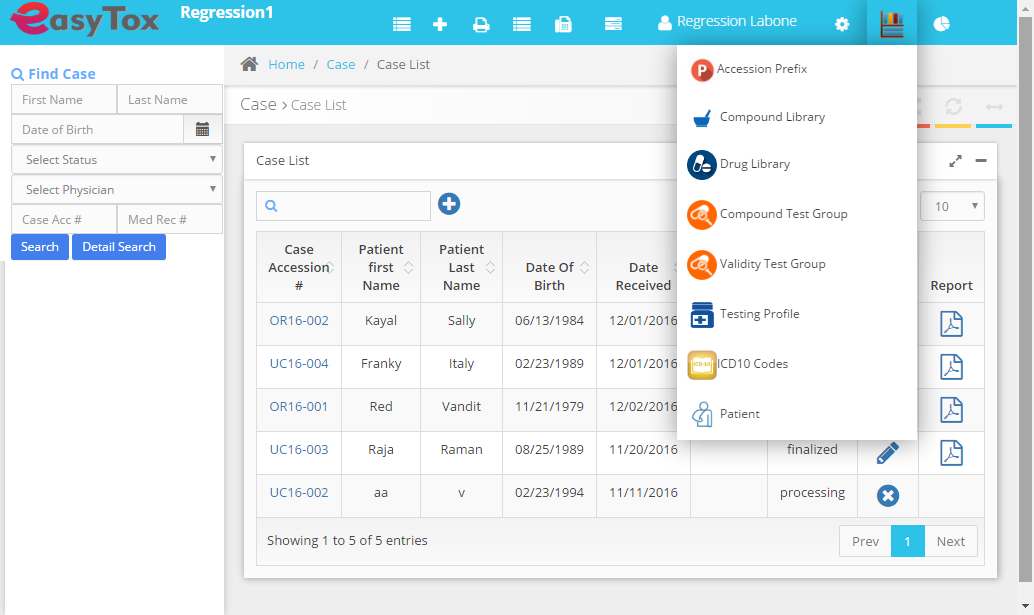 easyTox
Regression1
Regression Labone
Find Case
First Name
Last Name
Date of Birth
Select Status
Select Physician
Case Acc #
Med Rec #
Search
Detail Search
Home / Case / Case List
Case > Case List
Case List
10
Case Accession #
Patient first Name
Patient Last Name
Date Of Birth
Date Received
Report
OR16-002 Kayal Sally 06/13/1984 12/01/2016
UC16-004 Franky Italy 02/23/1989 12/01/2016
OR16-001 Red Vandit 11/21/1979 12/02/2016
UC16-003 Raja Raman 08/25/1989 11/20/2016 finalized
UC16-002 aa v 02/23/1994 11/11/2016 processing
Showing 1 to 5 of 5 entries
Prev 1 Next
P Accession Prefix
Compound Library
Drug Library
Compound Test Group
Validity Test Group
Testing Profile
ICD10 Codes
Patient